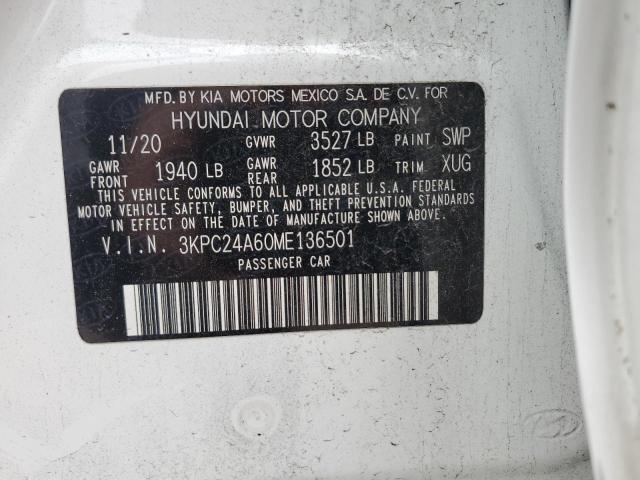 MFD. BY KIA MOTORS MEXICO S.A. DE C.V. FOR
HYUNDAI MOTOR COMPANY
11/20 GVWR 3527 LB PAINT SWP
GAWR FRONT 1940 LB GAWR REAR 1852 LB TRIM XUG
THIS VEHICLE CONFORMS TO ALL APPLICABLE U.S.A. FEDERAL
MOTOR VEHICLE SAFETY, BUMPER, AND THEFT PREVENTION STANDARDS
IN EFFECT ON THE DATE OF MANUFACTURE SHOWN ABOVE.
V.I.N. 3KPC24A60ME136501
PASSENGER CAR